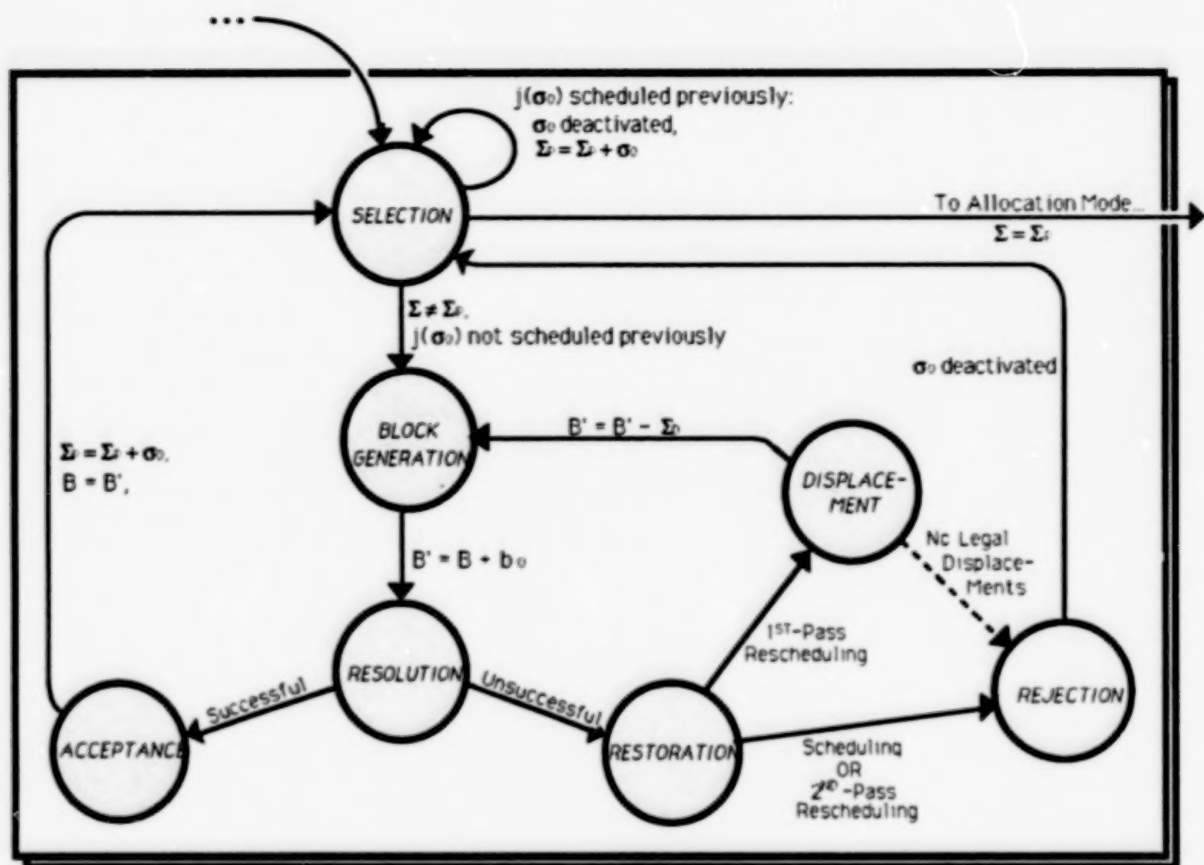 ...
j(σ₀) scheduled previously:
σ₀ deactivated,
Σₚ = Σₚ + σ₀
SELECTION
To Allocation Mode...
Σ = Σₚ
Σ ≠ Σₚ,
j(σ₀) not scheduled previously
σ₀ deactivated
BLOCK
GENERATION
B' = B' - Σ₀
DISPLACE-
MENT
Σₚ = Σₚ + σ₀,
B = B',
B' = B + b₀
Nc Legal
Displace-
Ments
1ST-Pass
Rescheduling
RESOLUTION
Successful
Unsuccessful
REJECTION
ACCEPTANCE
RESTORATION
Scheduling
OR
2ND-Pass
Rescheduling